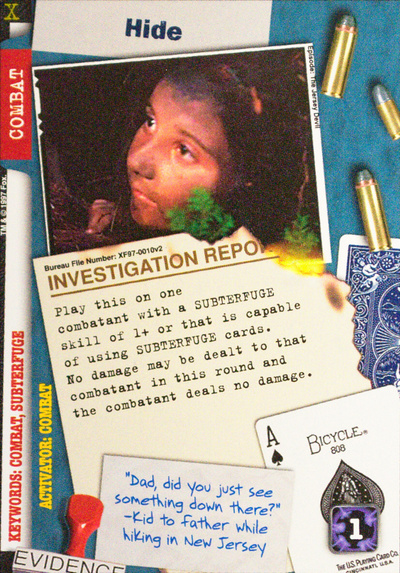 X
Hide
COMBAT
Episode: The Jersey Devil
TM & © 1997 Fox.
Bureau File Number: XF97-0010v2
INVESTIGATION REPO
Play this on one
combatant with a SUBTERFUGE
skill of 1+ or that is capable
of using SUBTERFUGE cards.
No damage may be dealt to that
combatant in this round and
the combatant deals no damage.
KEYWORDS: COMBAT, SUBTERFUGE
ACTIVATOR: COMBAT
"Dad, did you just see
something down there?"
-Kid to Father while
hiking in New Jersey
A
BICYCLE®
808
1
THE U.S. PLAYING CARD CO.
CINCINNATI, U.S.A.
EVIDENCE